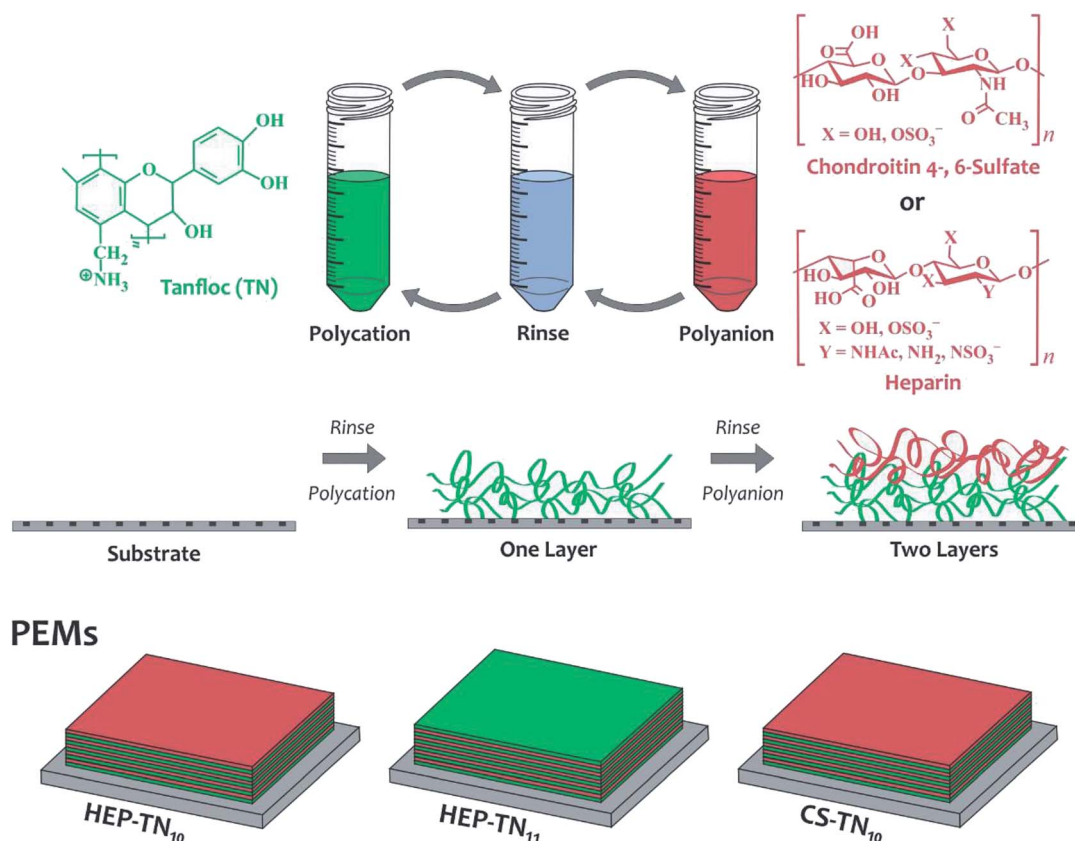 OH
O
HO
OH
X
X
O
O
NH
O
CH₃
n
X = OH, OSO₃⁻
Chondroitin 4-, 6-Sulfate
or
O
OH
OH
OH
CH₂
⊕NH₃
n
Tanfloc (TN)
Polycation
Rinse
Polyanion
HO
HO
O
OH
O
X
O
X
Y
O
X = OH, OSO₃⁻
Y = NHAc, NH₂, NSO₃⁻
n
Heparin
Rinse
Polycation
Rinse
Polyanion
Substrate
One Layer
Two Layers
PEMs
HEP-TN₁₀
HEP-TN₁₁
CS-TN₁₀